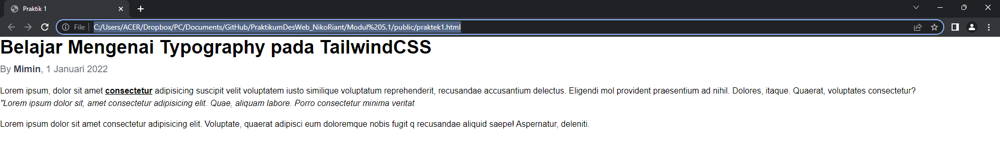 Praktik 1
File C:/Users/ACER/Dropbox/PC/Documents/GitHub/PraktikumDesWeb_NikoRiant/Modul%205.1/public/praktek1.html
Belajar Mengenai Typography pada TailwindCSS
By Mimin, 1 Januari 2022
Lorem ipsum, dolor sit amet consectetur adipisicing suscipit velit voluptatem iusto similique voluptatum reprehenderit, recusandae accusantium delectus. Eligendi mol provident praesentium ad nihil. Dolores, itaque. Quaerat, voluptates consectetur?
"Lorem ipsum dolor sit, amet consectetur adipisicing elit. Quae, aliquam labore. Porro consectetur minima veritat
Lorem ipsum dolor sit amet consectetur adipisicing elit. Voluptate, quaerat adipisci eum doloremque nobis fugit q recusandae aliquid saepe! Aspernatur, deleniti.